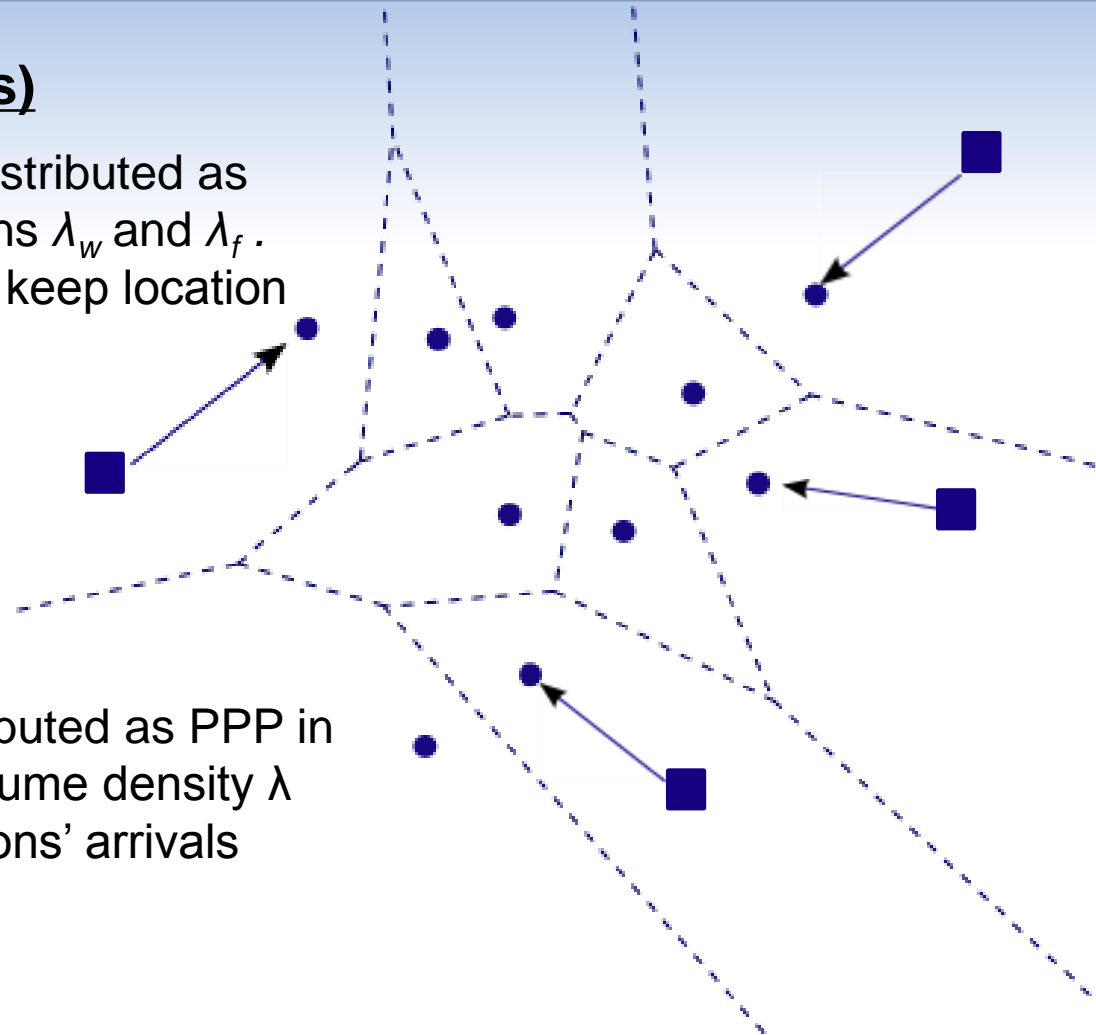 s)
stributed as
ns λw and λf .
keep location
buted as PPP in
ume density λ
ons’ arrivals